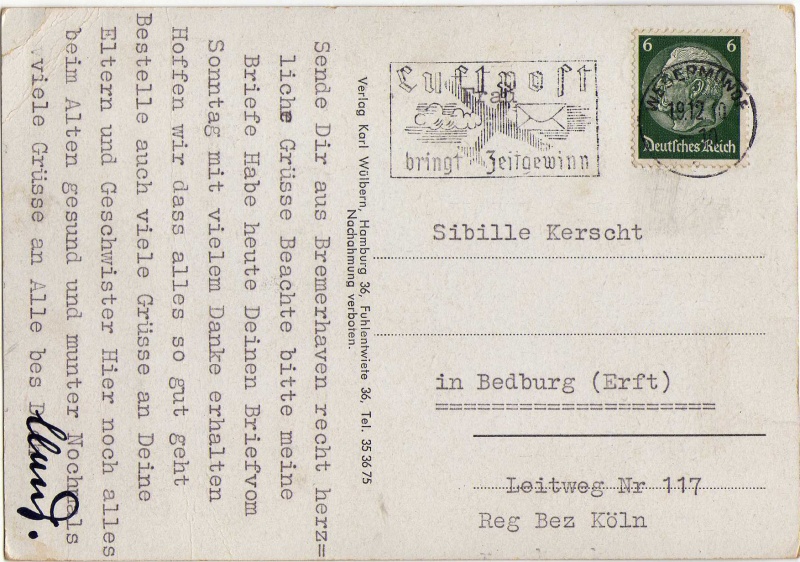 Sende Dir aus Bremerhaven recht herz=
liche Grüsse Beachte bitte meine
Briefe Habe heute Deinen Briefvom
Sonntag mit vielem Danke erhalten
Hoffen wir dass alles so gut geht
Bestelle auch viele Grüsse an Deine
Eltern und Geschwister Hier noch alles
beim Alten gesund und munter Nochmals
viele Grüsse an Alle bes
Verlag Karl Wülbern, Hamburg 36, Fuhlentwiete 36, Tel. 35 36 75
Nachahmung verboten.
Luftpost
bringt Zeitgewinn
6 6
Deutsches Reich
WESERMÜNDE
19.12.
Sibille Kerscht
in Bedburg (Erft)
====================
Leitweg Nr 117
Reg Bez Köln